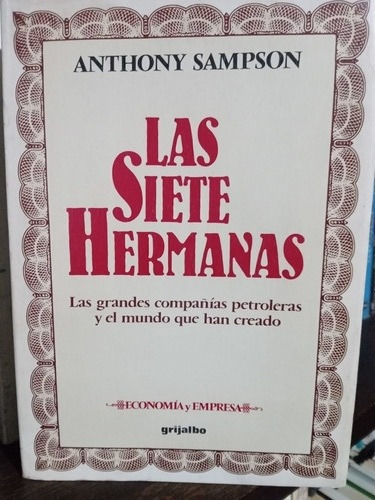 ANTHONY SAMPSON
LAS
SIETE
HERMANAS
Las grandes compañías petroleras
y el mundo que han creado
ECONOMÍA y EMPRESA
grijalbo